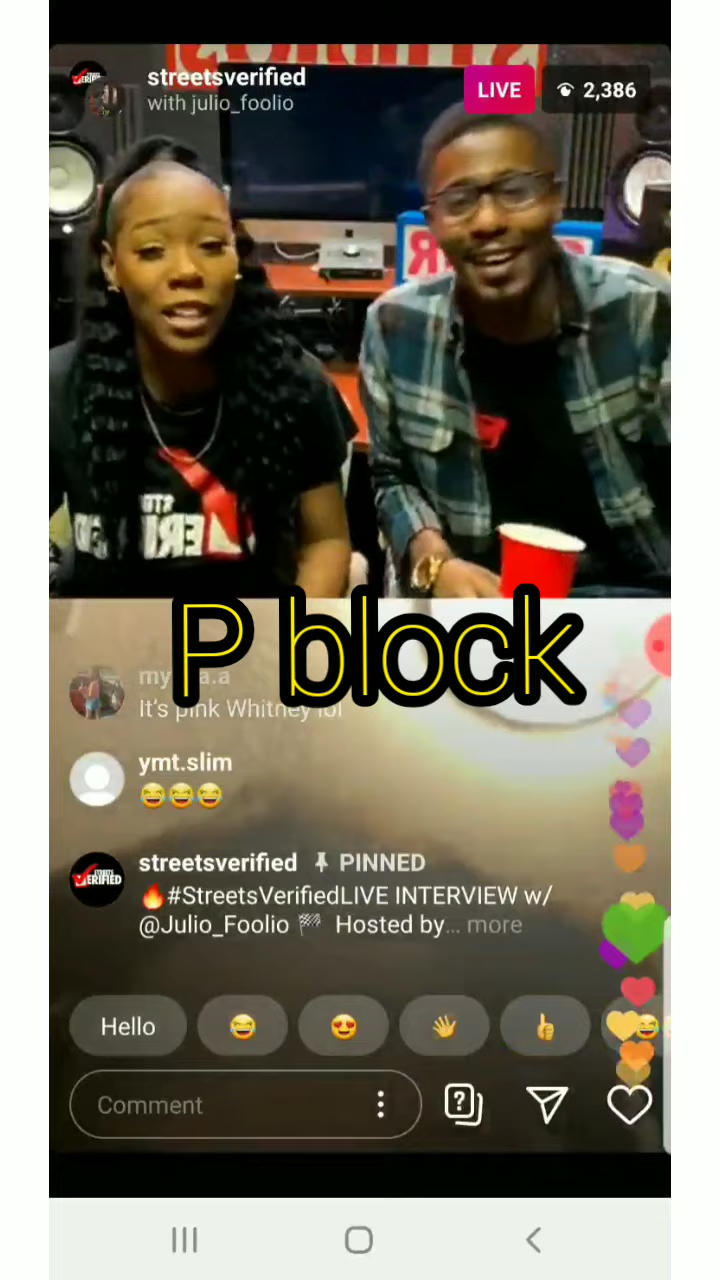 streetsverified
with julio_foolio
LIVE
2,386
P block
It's pink Whitney lol
ymt.slim
😂😂😂
streetsverified PINNED
VERIFIED
🔥#StreetsVerifiedLIVE INTERVIEW w/
@Julio_Foolio 🏁 Hosted by... more
Hello
Comment